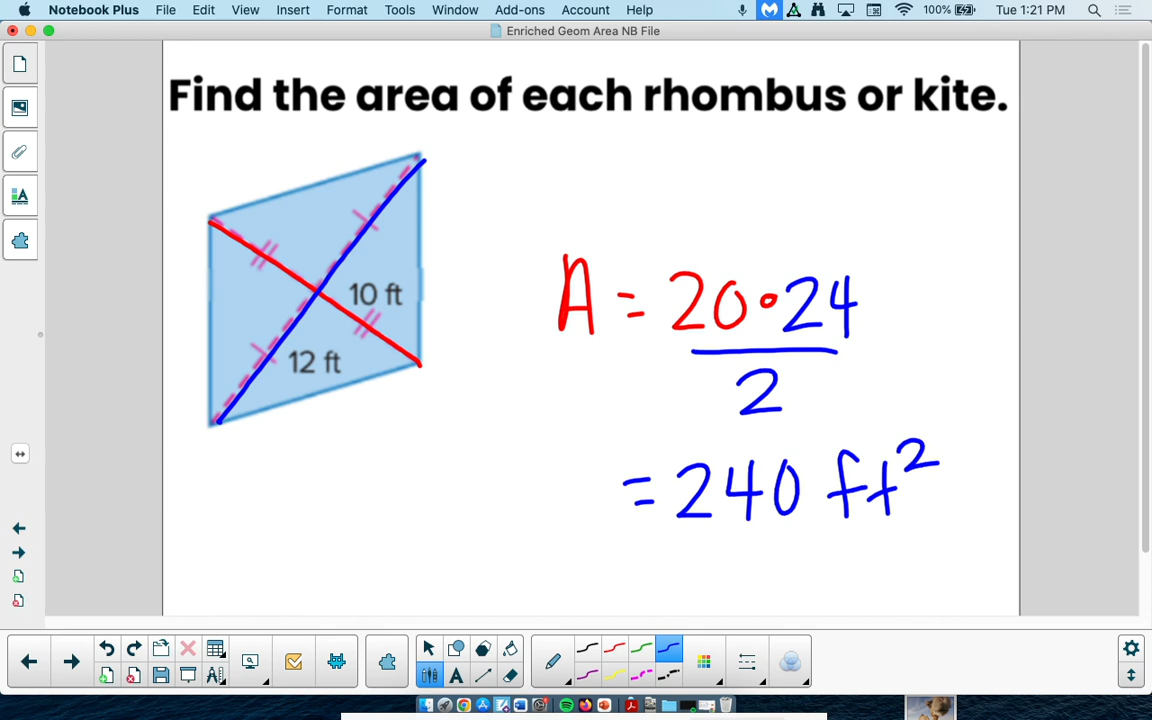 Notebook Plus File Edit View Insert Format Tools Window Add-ons Account Help 100% Tue 1:21 PM
Enriched Geom Area NB File
Find the area of each rhombus or kite.
10 ft
12 ft
A = 20 • 24
2
= 240 ft²